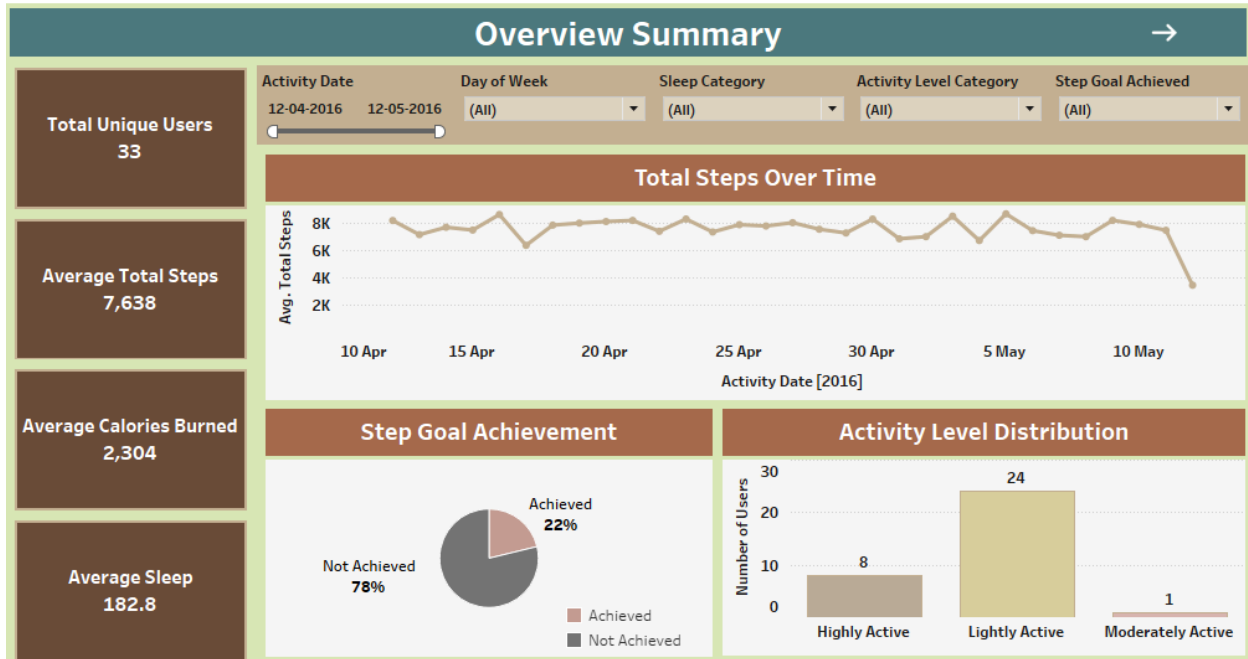 Overview Summary
Total Unique Users
33
Average Total Steps
7,638
Average Calories Burned
2,304
Average Sleep
182.8
Activity Date
12-04-2016 12-05-2016
Day of Week
(All)
Sleep Category
(All)
Activity Level Category
(All)
Step Goal Achieved
(All)
Total Steps Over Time
Avg. Total Steps
8K
6K
4K
2K
10 Apr 15 Apr 20 Apr 25 Apr 30 Apr 5 May 10 May
Activity Date [2016]
Step Goal Achievement
Achieved
22%
Not Achieved
78%
Achieved
Not Achieved
Activity Level Distribution
Number of Users
30
20
10
0
8
24
1
Highly Active Lightly Active Moderately Active